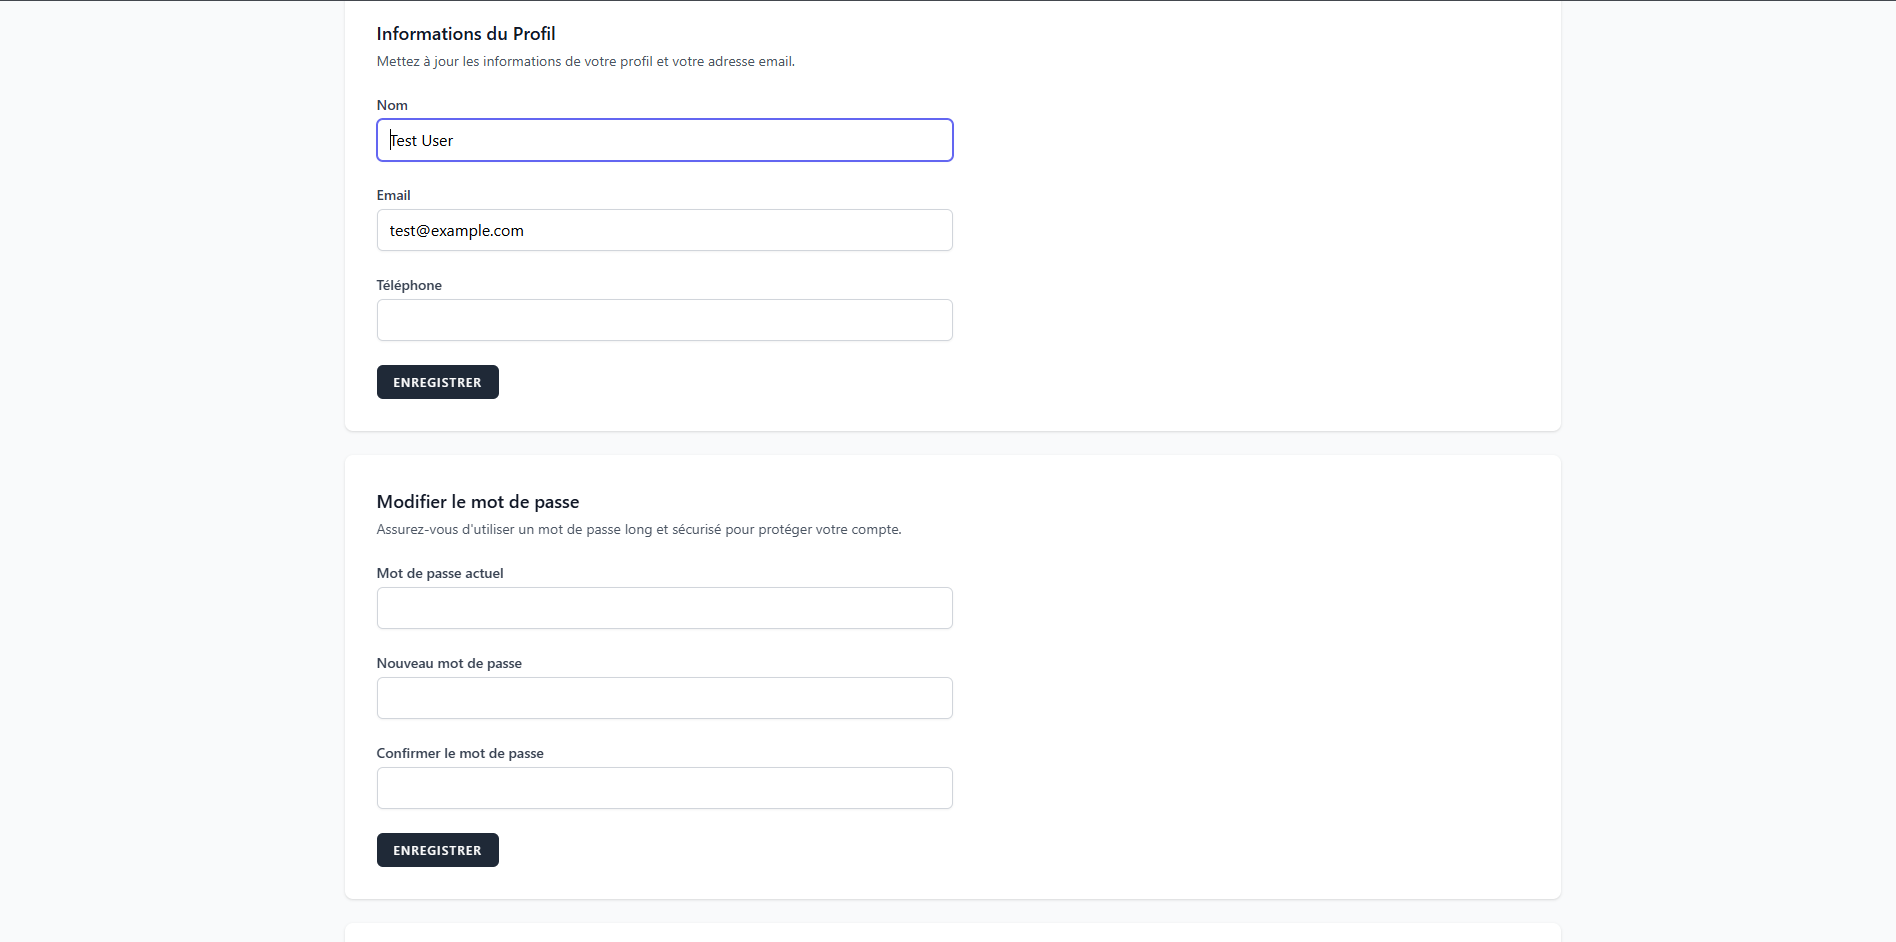 Informations du Profil
Mettez à jour les informations de votre profil et votre adresse email.
Nom
Test User
Email
test@example.com
Téléphone
ENREGISTRER
Modifier le mot de passe
Assurez-vous d'utiliser un mot de passe long et sécurisé pour protéger votre compte.
Mot de passe actuel
Nouveau mot de passe
Confirmer le mot de passe
ENREGISTRER